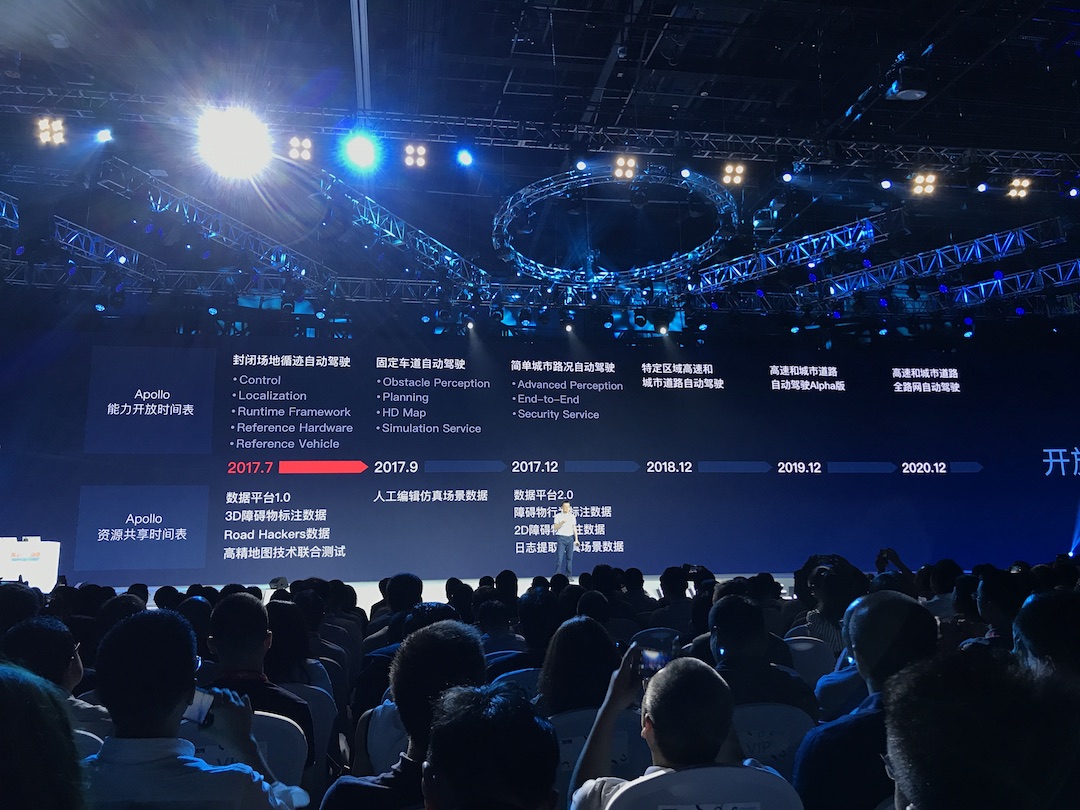 Apollo
能力开放时间表
封闭场地循迹自动驾驶
•Control
•Localization
•Runtime Framework
•Reference Hardware
•Reference Vehicle
固定车道自动驾驶
•Obstacle Perception
•Planning
•HD Map
•Simulation Service
简单城市路况自动驾驶
•Advanced Perception
•End-to-End
•Security Service
特定区域高速和
城市道路自动驾驶
高速和城市道路
自动驾驶Alpha版
高速和城市道路
全路网自动驾驶
2017.7
2017.9
2017.12
2018.12
2019.12
2020.12
开放
Apollo
资源共享时间表
数据平台1.0
3D障碍物标注数据
Road Hackers数据
高精地图技术联合测试
人工编辑仿真场景数据
数据平台2.0
障碍物行 标注数据
2D障碍 注数据
日志提取 场景数据
VIP